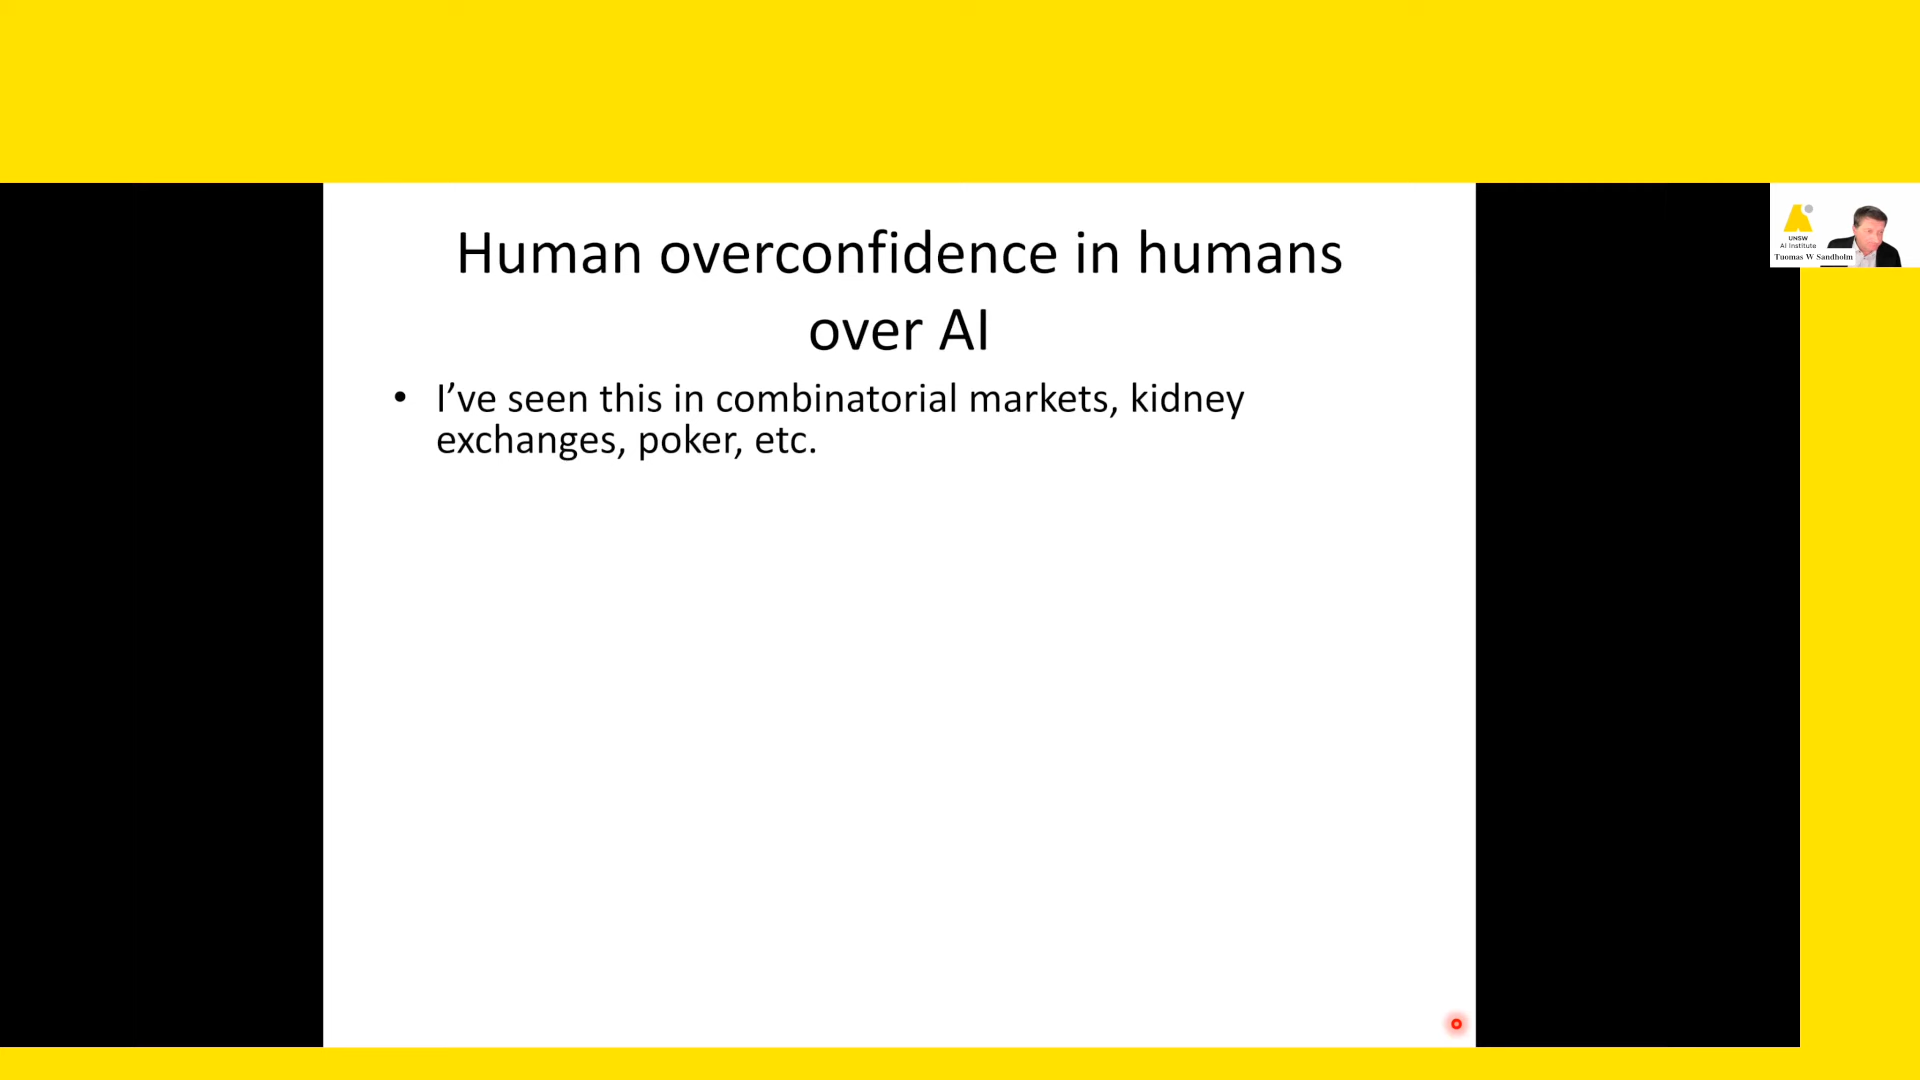 Human overconfidence in humans
over AI
• I’ve seen this in combinatorial markets, kidney
exchanges, poker, etc.
UNSW
AI Institute
Tuomas W Sandholm